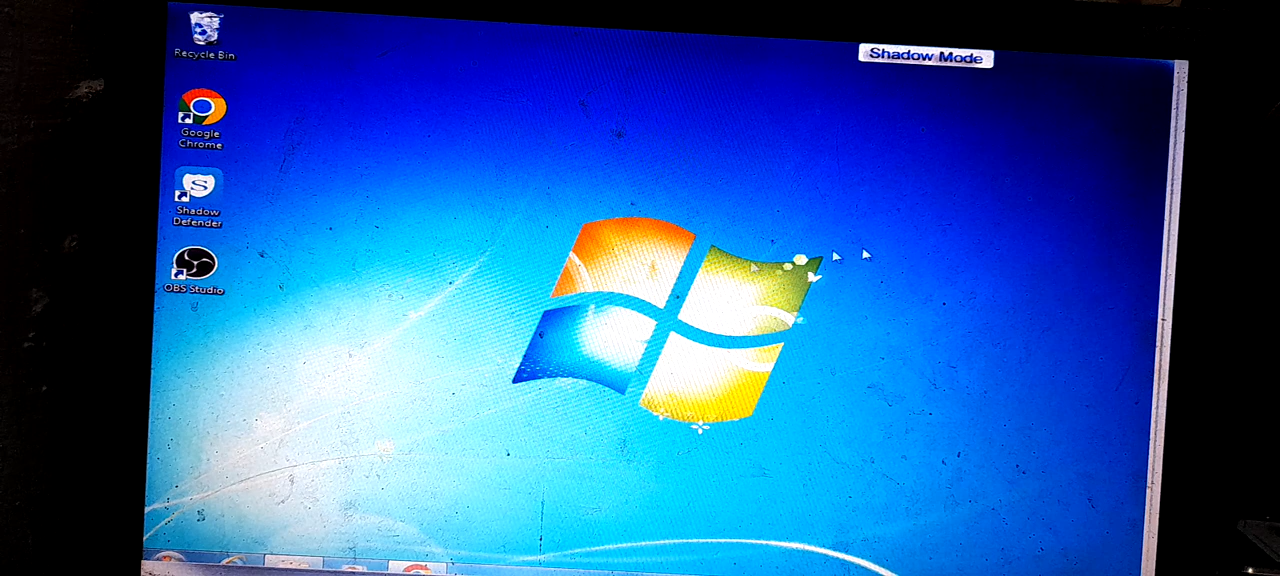 Recycle Bin
Shadow Mode
Google
Chrome
S
Shadow
Defender
OBS Studio